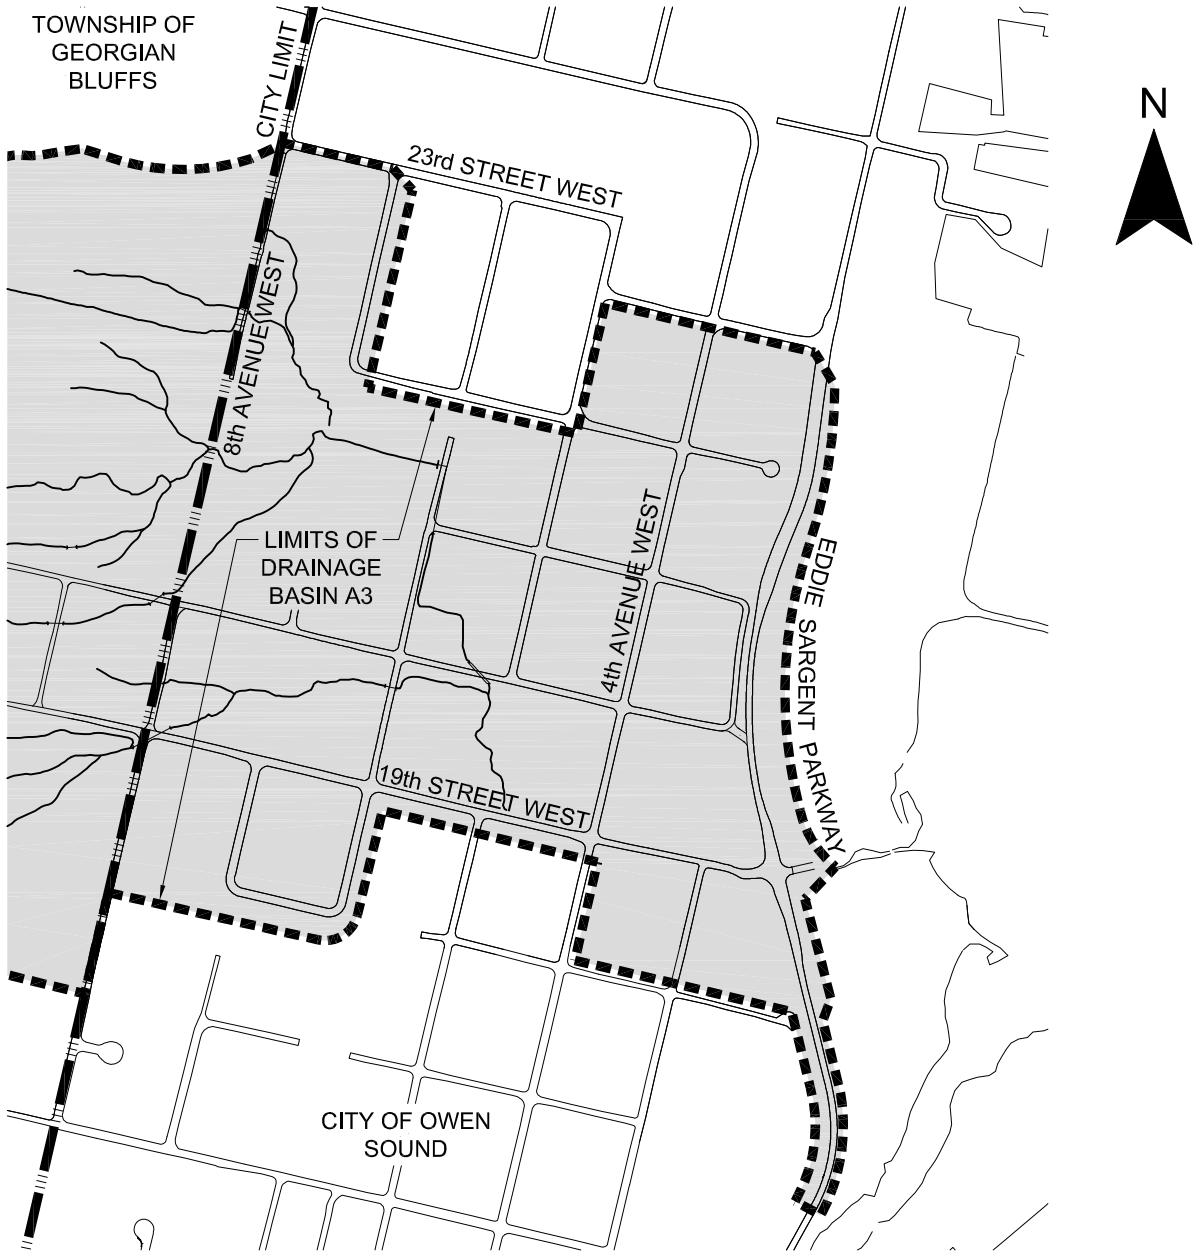 TOWNSHIP OF
GEORGIAN
BLUFFS
CITY LIMIT
N
23rd STREET WEST
8th AVENUE WEST
LIMITS OF
DRAINAGE
BASIN A3
4th AVENUE WEST
EDDIE SARGENT PARKWAY
19th STREET WEST
CITY OF OWEN
SOUND